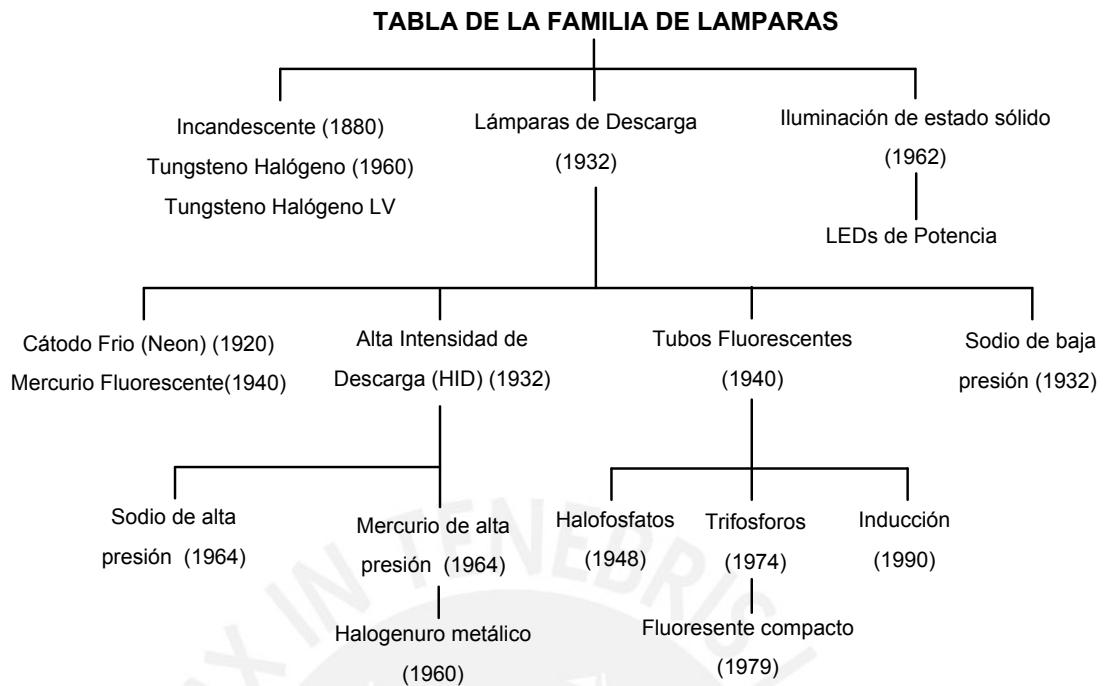 TABLA DE LA FAMILIA DE LAMPARAS
Incandescente (1880)
Tungsteno Halógeno (1960)
Tungsteno Halógeno LV
Lámparas de Descarga
(1932)
Iluminación de estado sólido
(1962)
LEDs de Potencia
Cátodo Frio (Neon) (1920)
Mercurio Fluorescente(1940)
Alta Intensidad de
Descarga (HID) (1932)
Tubos Fluorescentes
(1940)
Sodio de baja
presión (1932)
Sodio de alta
presión (1964)
Mercurio de alta
presión (1964)
Halofosfatos
(1948)
Trifosforos
(1974)
Inducción
(1990)
Halogenuro metálico
(1960)
Fluoresente compacto
(1979)
IN TENEBRIS